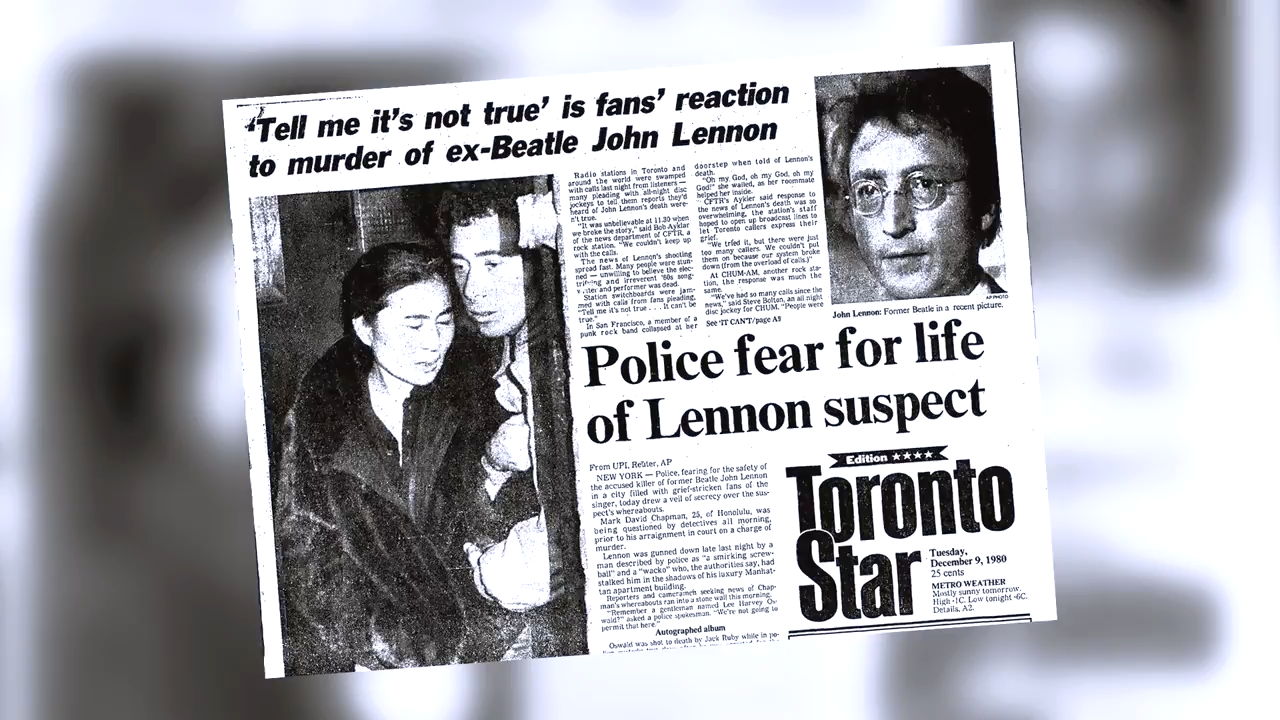 ‘Tell me it’s not true’ is fans’ reaction
to murder of ex-Beatle John Lennon
Radio stations in Toronto and
around the world were swamped
with calls last night from listeners —
many pleading with all-night disc
jockeys to tell them reports they'd
heard of John Lennon's death were-
n't true.
"It was unbelievable at 11.30 when
we broke the story," said Bob Ayklar
of the news department of CFTR, a
rock station. "We couldn't keep up
with the calls.
The news of Lennon's shooting
spread fast. Many people were stun-
ned — unwilling to believe the elec-
trifying and irreverent '60s song-
writer and performer was dead.
Station switchboards were jam-
med with calls from fans pleading,
"Tell me it's not true . . . It can't be
true."
In San Francisco, a member of a
punk rock band collapsed at her
doorstep when told of Lennon's
death.
"Oh my God, oh my God, oh my
God!" she wailed, as her roommate
helped her inside.
CFTR's Aykler said response to
the news of Lennon's death was so
overwhelming, the station's staff
hoped to open up broadcast lines to
let Toronto callers express their
grief.
"We tried it, but there were just
too many callers. We couldn't put
them on because our system broke
down (from the overload of calls)."
At CHUM-AM, another rock sta-
tion, the response was much the
same.
"We've had so many calls since the
news," said Steve Bolton, an all night
disc jockey for CHUM. "People were
See 'IT CAN'T/page A9
AP PHOTO
John Lennon: Former Beatle in a recent picture.
Police fear for life
of Lennon suspect
From UPI, Reuter, AP
NEW YORK — Police, fearing for the safety of
the accused killer of former Beatle John Lennon
in a city filled with grief-stricken fans of the
singer, today drew a veil of secrecy over the sus-
pect's whereabouts.
Mark David Chapman, 25, of Honolulu, was
being questioned by detectives all morning,
prior to his arraignment in court on a charge of
murder.
Lennon was gunned down late last night by a
man described by police as "a smirking screw-
ball" and a "wacko" who, the authorities say, had
stalked him in the shadows of his luxury Manhat-
tan apartment building.
Reporters and cameramen seeking news of Chap-
man's whereabouts ran into a stone wall this morning.
"Remember a gentleman named Lee Harvey Os-
wald?" asked a police spokesman. "We're not going to
permit that here."
Autographed album
Oswald was shot to death by Jack Ruby while in po-
Edition ★★★★
Toronto
Star
Tuesday,
December 9, 1980
25 cents
METRO WEATHER
Mostly sunny tomorrow.
High -1C. Low tonight -6C.
Details, A2.